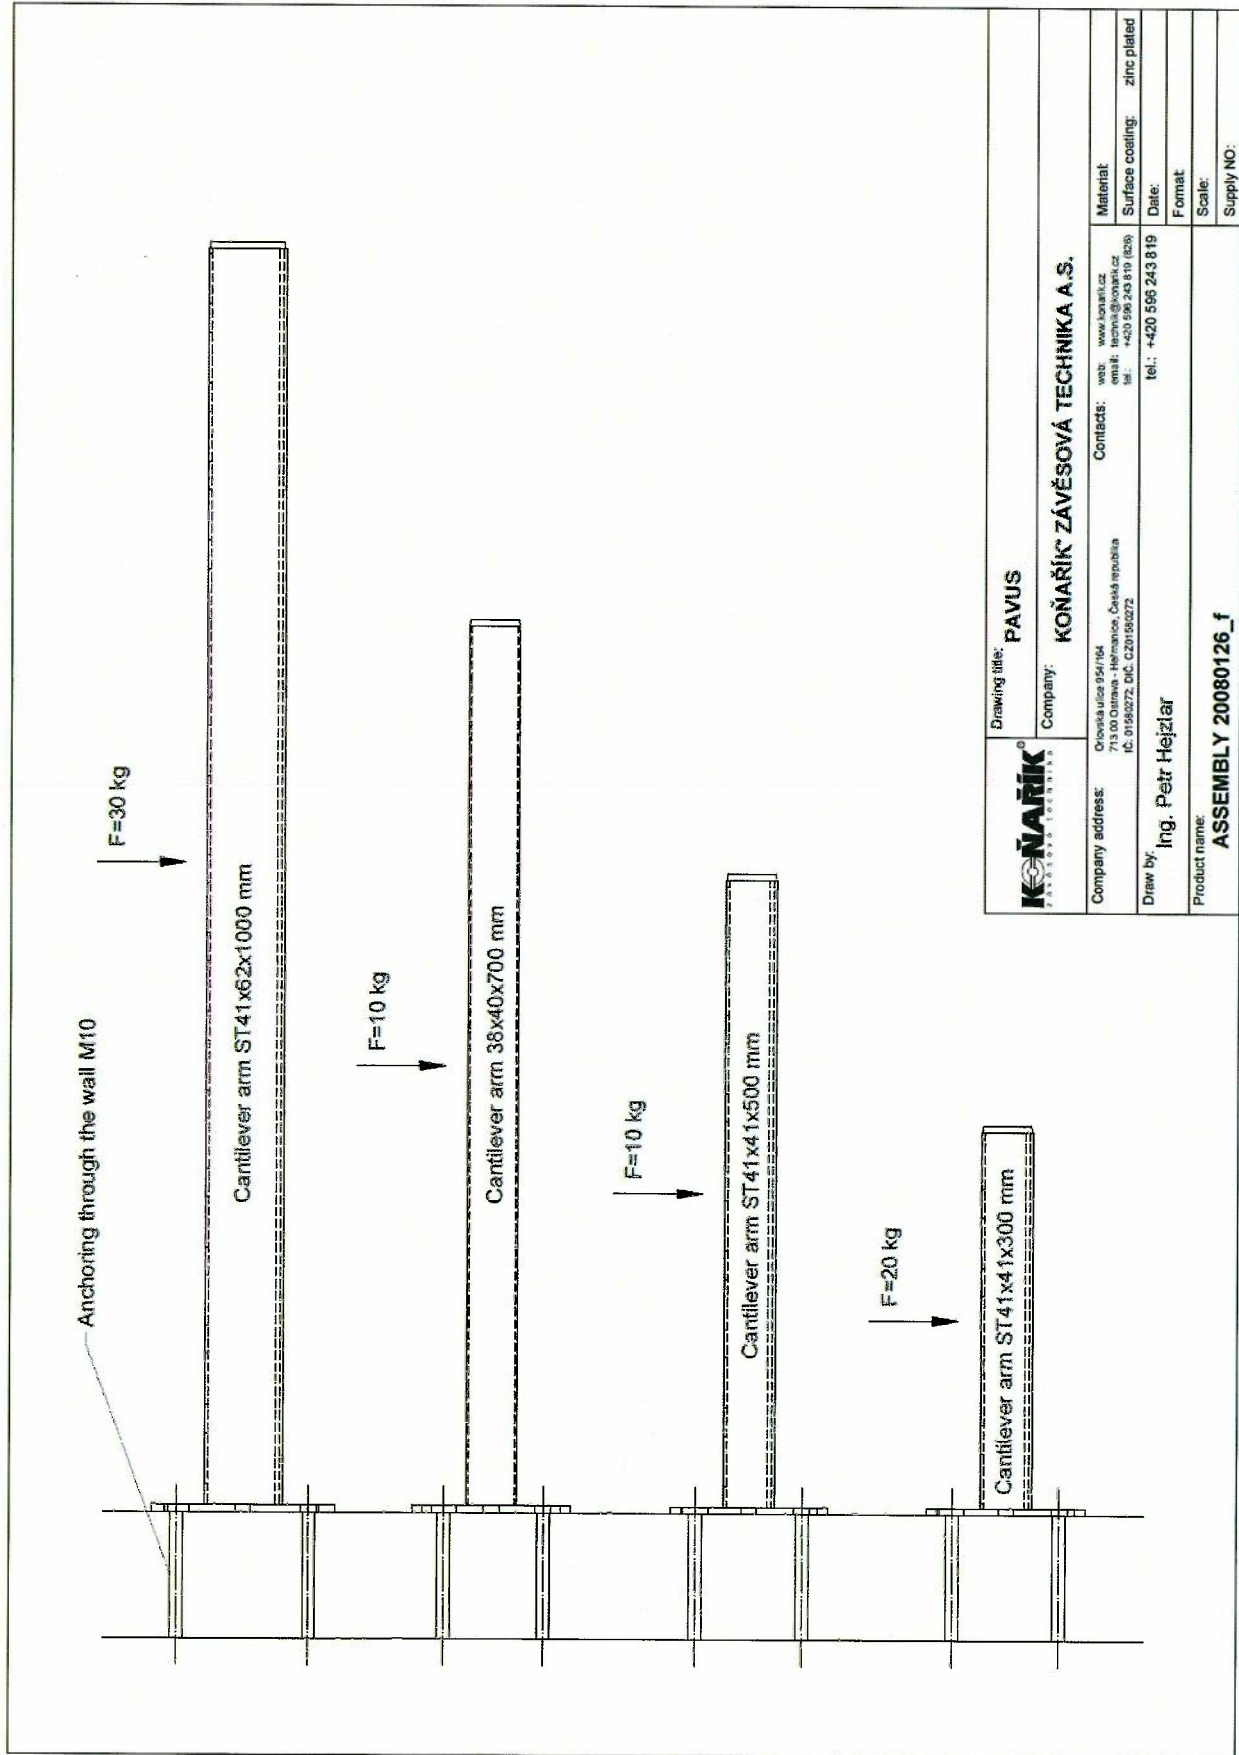 Anchoring through the wall M10
F=30 kg
Cantilever arm ST41x62x1000 mm
F=10 kg
Cantilever arm 38x40x700 mm
F=10 kg
Cantilever arm ST41x41x500 mm
F=20 kg
Cantilever arm ST41x41x300 mm
KOŇAŘÍK®
závěsová technika
Drawing title:
PAVUS
Company:
KOŇAŘÍK® ZÁVĚSOVÁ TECHNIKA A.S.
Company address:
Orlovská ulice 954/164
713 00 Ostrava - Heřmanice, Česká republika
IČ: 01580272, DIČ: CZ01580272
Contacts:
web: www.konarik.cz
email: technik@konarik.cz
tel.: +420 596 243 819 (826)
Material:
Surface coating: zinc plated
Draw by:
Ing. Petr Hejzlar
tel.: +420 596 243 819
Date:
Format:
Product name:
ASSEMBLY 20080126_f
Scale:
Supply NO: